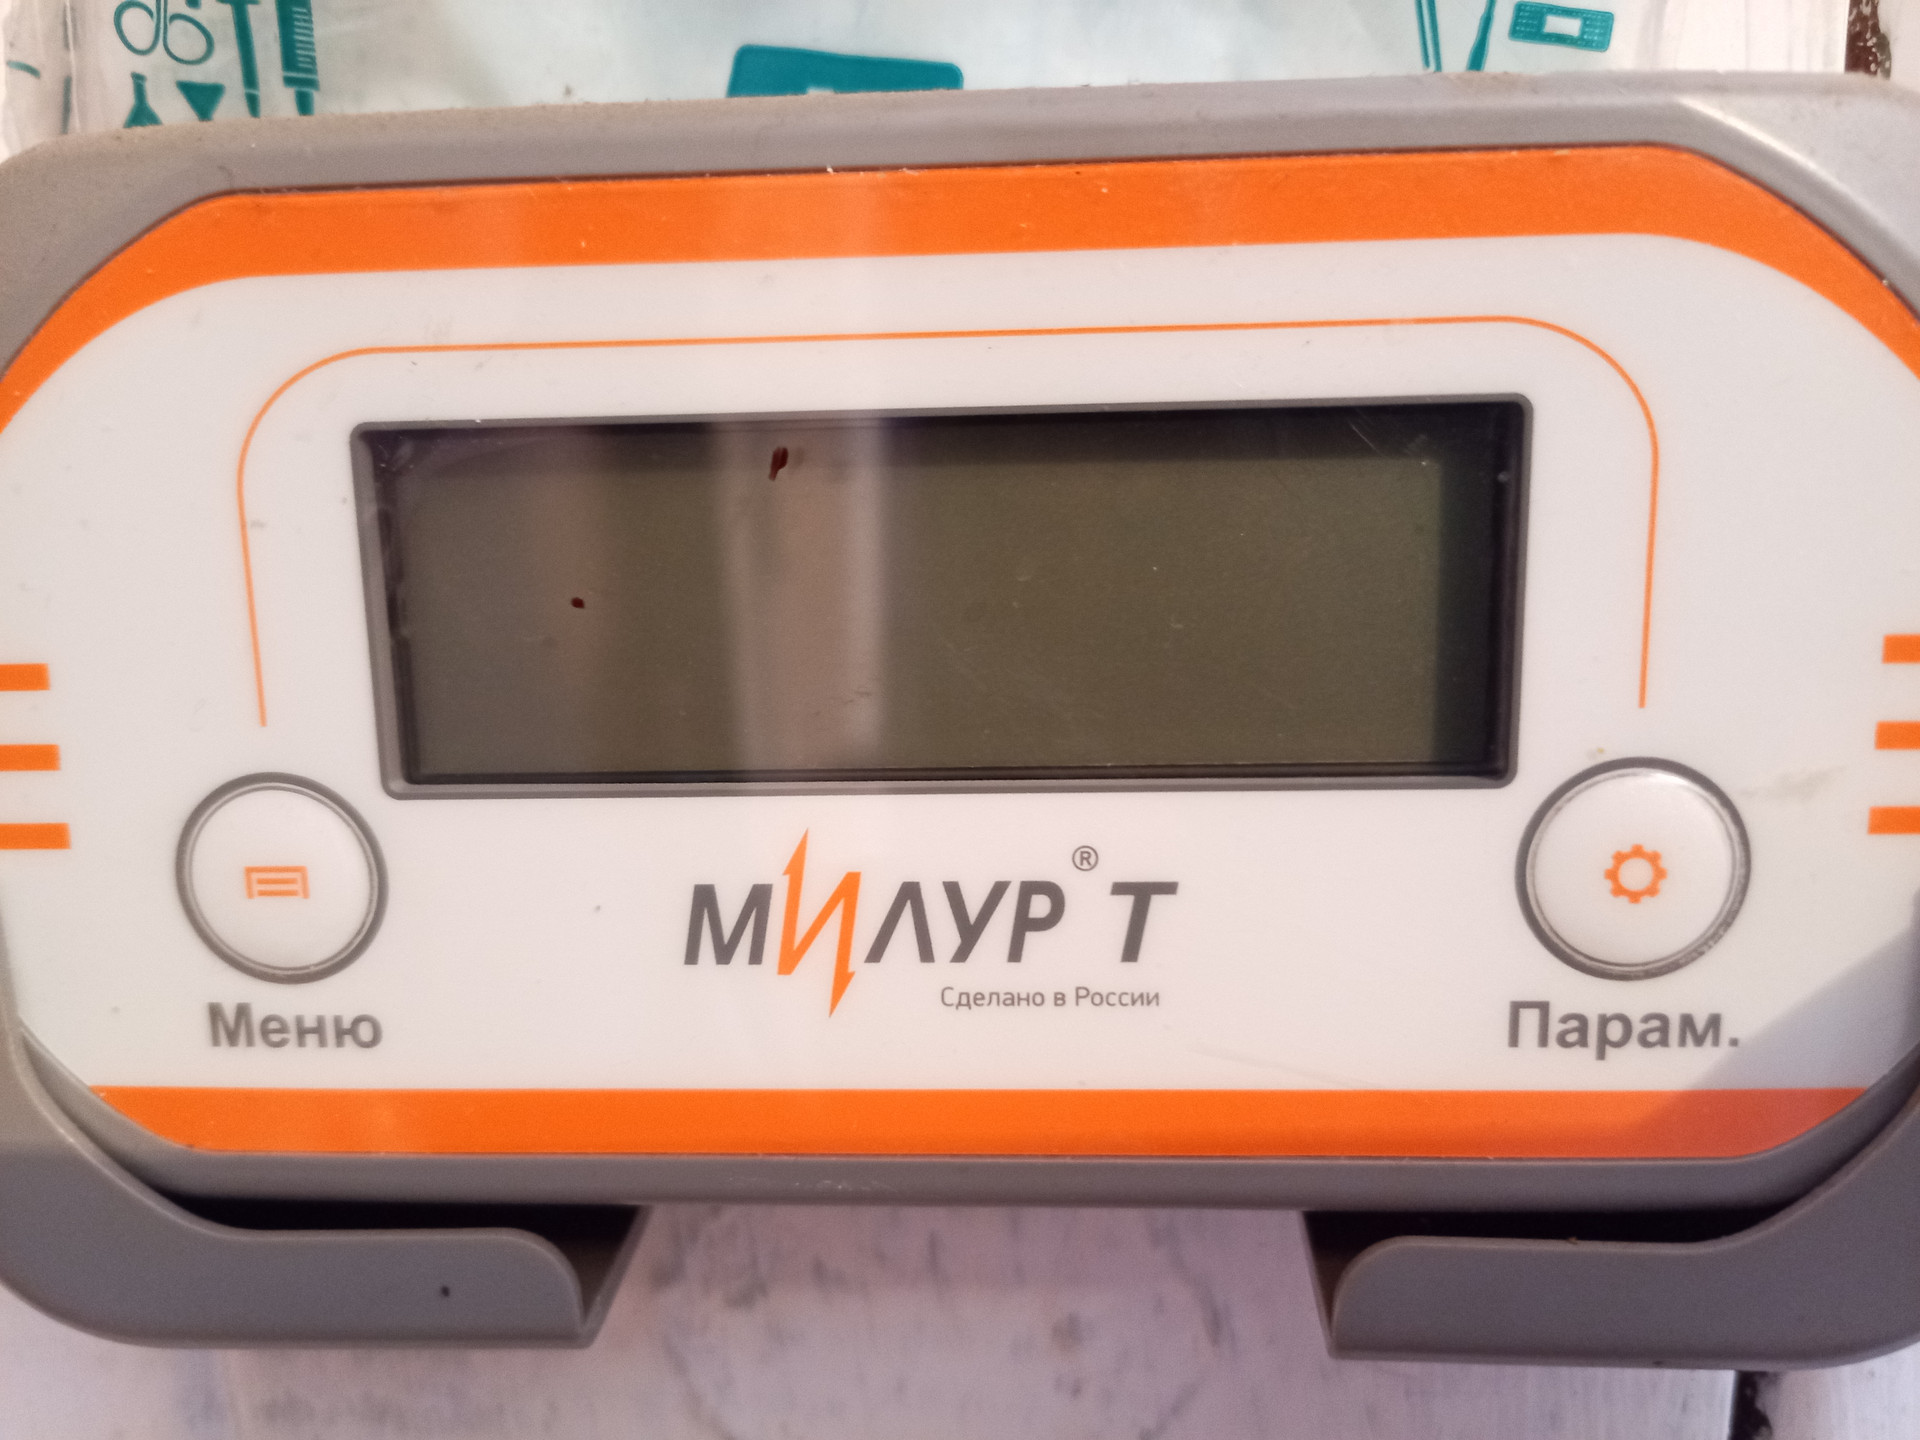 МИЛУР® Т
Сделано в России
Меню
Парам.